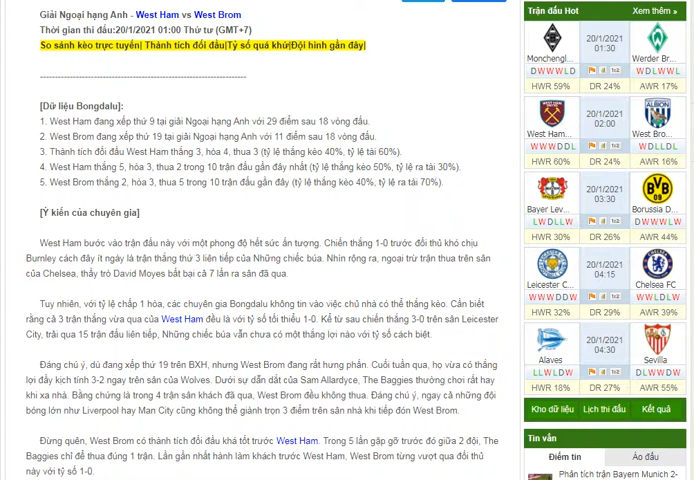 Giải Ngoại hạng Anh - West Ham vs West Brom
Thời gian thi đấu:20/1/2021 01:00 Thứ tư (GMT+7)
So sánh kèo trực tuyến| Thành tích đối đầu|Tỷ số quá khứ|Đội hình gần đây|
----------------------------------------------------------------------
[Dữ liệu Bongdalu]:
1. West Ham đang xếp thứ 9 tại giải Ngoại hạng Anh với 29 điểm sau 18 vòng đấu.
2. West Brom đang xếp thứ 19 tại giải Ngoại hạng Anh với 11 điểm sau 18 vòng đấu.
3. Thành tích đối đầu West Ham thắng 3, hòa 4, thua 3 (tỷ lệ thắng kèo 40%, tỷ lệ tài 60%).
4. West Ham thắng 5, hòa 3, thua 2 trong 10 trận đấu gần đây nhất (tỷ lệ thắng kèo 50%, tỷ lệ ra tài 30%).
5. West Brom thắng 2, hòa 3, thua 5 trong 10 trận đấu gần đây (tỷ lệ thắng kèo 40%, tỷ lệ ra tài 70%).
[Ý kiến của chuyên gia]
West Ham bước vào trận đấu này với một phong độ hết sức ấn tượng. Chiến thắng 1-0 trước đối thủ khó chịu
Burnley cách đây ít ngày là trận thắng thứ 3 liên tiếp của Những chiếc búa. Nhìn rộng ra, ngoại trừ trận thua trên sân
của Chelsea, thầy trò David Moyes bất bại cả 7 lần ra sân đã qua.
Tuy nhiên, với tỷ lệ chấp 1 hòa, các chuyên gia Bongdalu không tin vào việc chủ nhà có thể thắng kèo. Cần biết
rằng cả 3 trận thắng vừa qua của West Ham đều là với tỷ số tối thiểu 1-0. Kể từ sau chiến thắng 3-0 trên sân Leicester
City, trải qua 15 trận đấu liên tiếp, Những chiếc búa vẫn chưa có một thắng lợi nào với tỷ số cách biệt.
Đáng chú ý, dù đang xếp thứ 19 trên BXH, nhưng West Brom đang rất hưng phấn. Cuối tuần qua, họ vừa có thắng
lợi đầy kịch tính 3-2 ngay trên sân của Wolves. Dưới sự dẫn dắt của Sam Allardyce, The Baggies thường chơi rất hay
khi xa nhà. Bằng chứng là trong 4 trận sân khách đã qua, West Brom đều không thua. Đáng chú ý, ngay cả những đội
bóng lớn như Liverpool hay Man City cũng không thể giành trọn 3 điểm trên sân nhà khi tiếp đón West Brom.
Đừng quên, West Brom có thành tích đối đầu khá tốt trước West Ham. Trong 5 lần gặp gỡ trước đó giữa 2 đội, The
Baggies chỉ để thua đúng 1 trận. Lần gần nhất hành làm khách trước West Ham, West Brom từng vượt qua đối thủ
này với tỷ số 1-0.
Trận đấu Hot Xem thêm »
20/1/2021
01:30
Monchengl... Werder Br...
DWWWLD WDLWWL
HWR 59% DR 24% AWR 17%
20/1/2021
02:00
West Ham... West Bro...
WWWDDL WLLLDL
HWR 60% DR 24% AWR 16%
20/1/2021
03:30
Bayer Lev... Borussia D...
LWDLLW DWWWLW
HWR 30% DR 26% AWR 44%
20/1/2021
04:15
Leicester C... Chelsea FC
WWWDDW WWLLDL
HWR 32% DR 29% AWR 39%
20/1/2021
04:30
Alaves Sevilla
LLWLDW DLWWDW
HWR 18% DR 27% AWR 55%
Kho dữ liệu Lịch thi đấu Kết quả
Tin vắn
Điểm tin Áo đấu
Phân tích trận Bayern Munich 2-